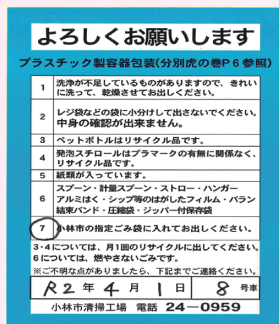 よろしくお願いします
プラスチック製容器包装(分別虎の巻P6参照)
1 洗浄が不足しているものがありますので、きれい
に洗って、乾燥させてお出しください。
2 レジ袋などの袋に小分けして出さないでください。
中身の確認が出来ません。
3 ペットボトルはリサイクル品です。
4 発泡スチロールはプラマークの有無に関係なく、
リサイクル品です。
5 紙類が入っています。
6 スプーン・計量スプーン・ストロー・ハンガー
アルミはく・シップ等のはがしたフィルム・バラン
結束バンド・圧縮袋・ジッパー付保存袋
7 小林市の指定ごみ袋に入れてお出しください。
3・4については、月1回のリサイクルに出してください。
6については、燃やさないごみです。
※ご不明な点がありましたら、下記までご連絡ください。
R2年4月1日 8号車
小林市清掃工場 電話 24-0959